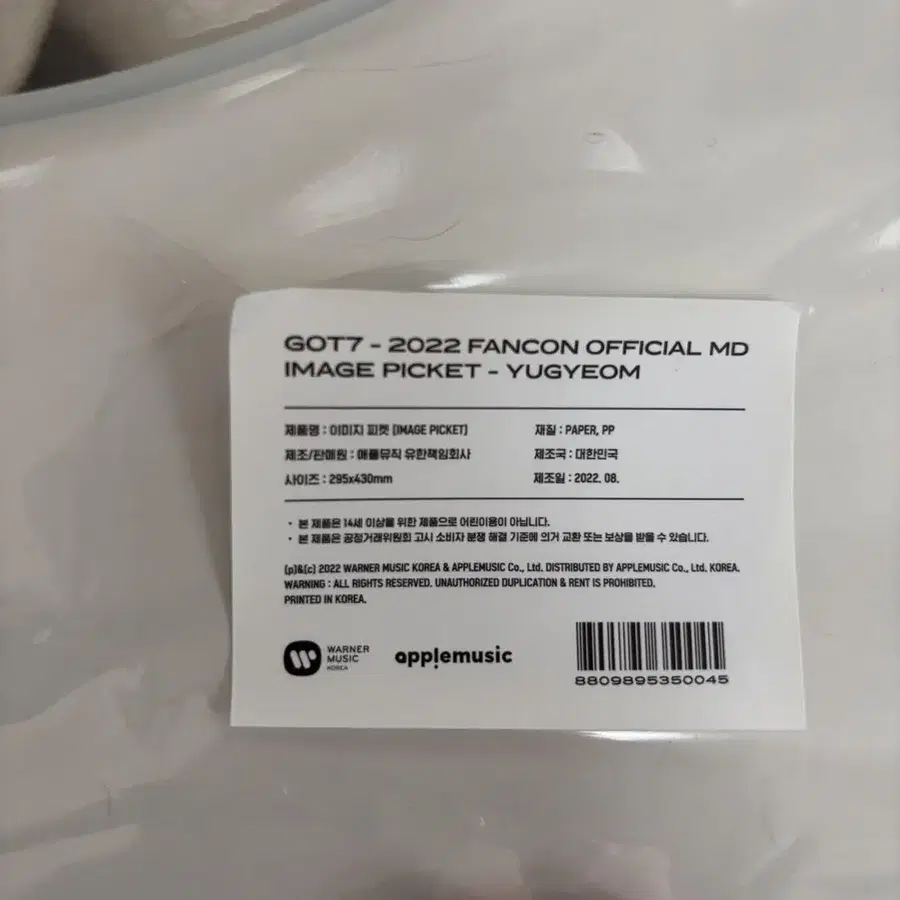 GOT7 - 2022 FANCON OFFICIAL MD
IMAGE PICKET - YUGYEOM
제품명 : 이미지 피켓 [IMAGE PICKET]
재질 : PAPER, PP
제조/판매원 : 애플뮤직 유한책임회사
제조국 : 대한민국
사이즈 : 295x430mm
제조일 : 2022. 08.
· 본 제품은 14세 이상을 위한 제품으로 어린이용이 아닙니다.
· 본 제품은 공정거래위원회 고시 소비자 분쟁 해결 기준에 의거 교환 또는 보상을 받을 수 있습니다.
(p)&(c) 2022 WARNER MUSIC KOREA & APPLEMUSIC Co., Ltd. DISTRIBUTED BY APPLEMUSIC Co., Ltd. KOREA.
WARNING : ALL RIGHTS RESERVED. UNAUTHORIZED DUPLICATION & RENT IS PROHIBITED.
PRINTED IN KOREA.
WARNER
MUSIC
KOREA
applemusic
8809895350045